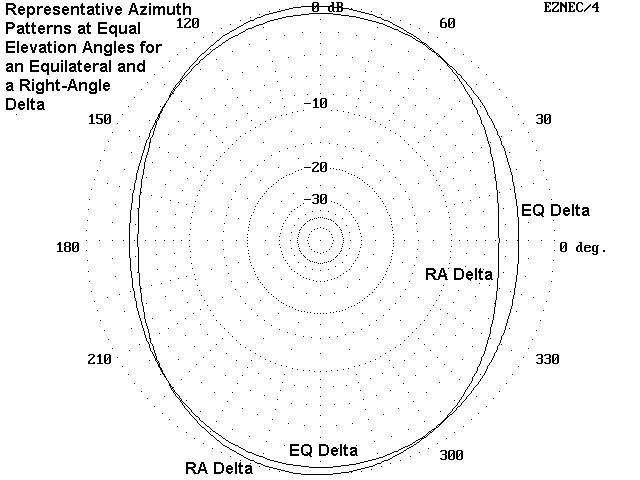 Representative Azimuth
Patterns at Equal
Elevation Angles for
an Equilateral and
a Right-Angle
Delta
EZNEC/4
0 dB
120
60
-10
150
30
-20
-30
EQ Delta
180
0 deg.
RA Delta
210
330
EQ Delta
300
RA Delta